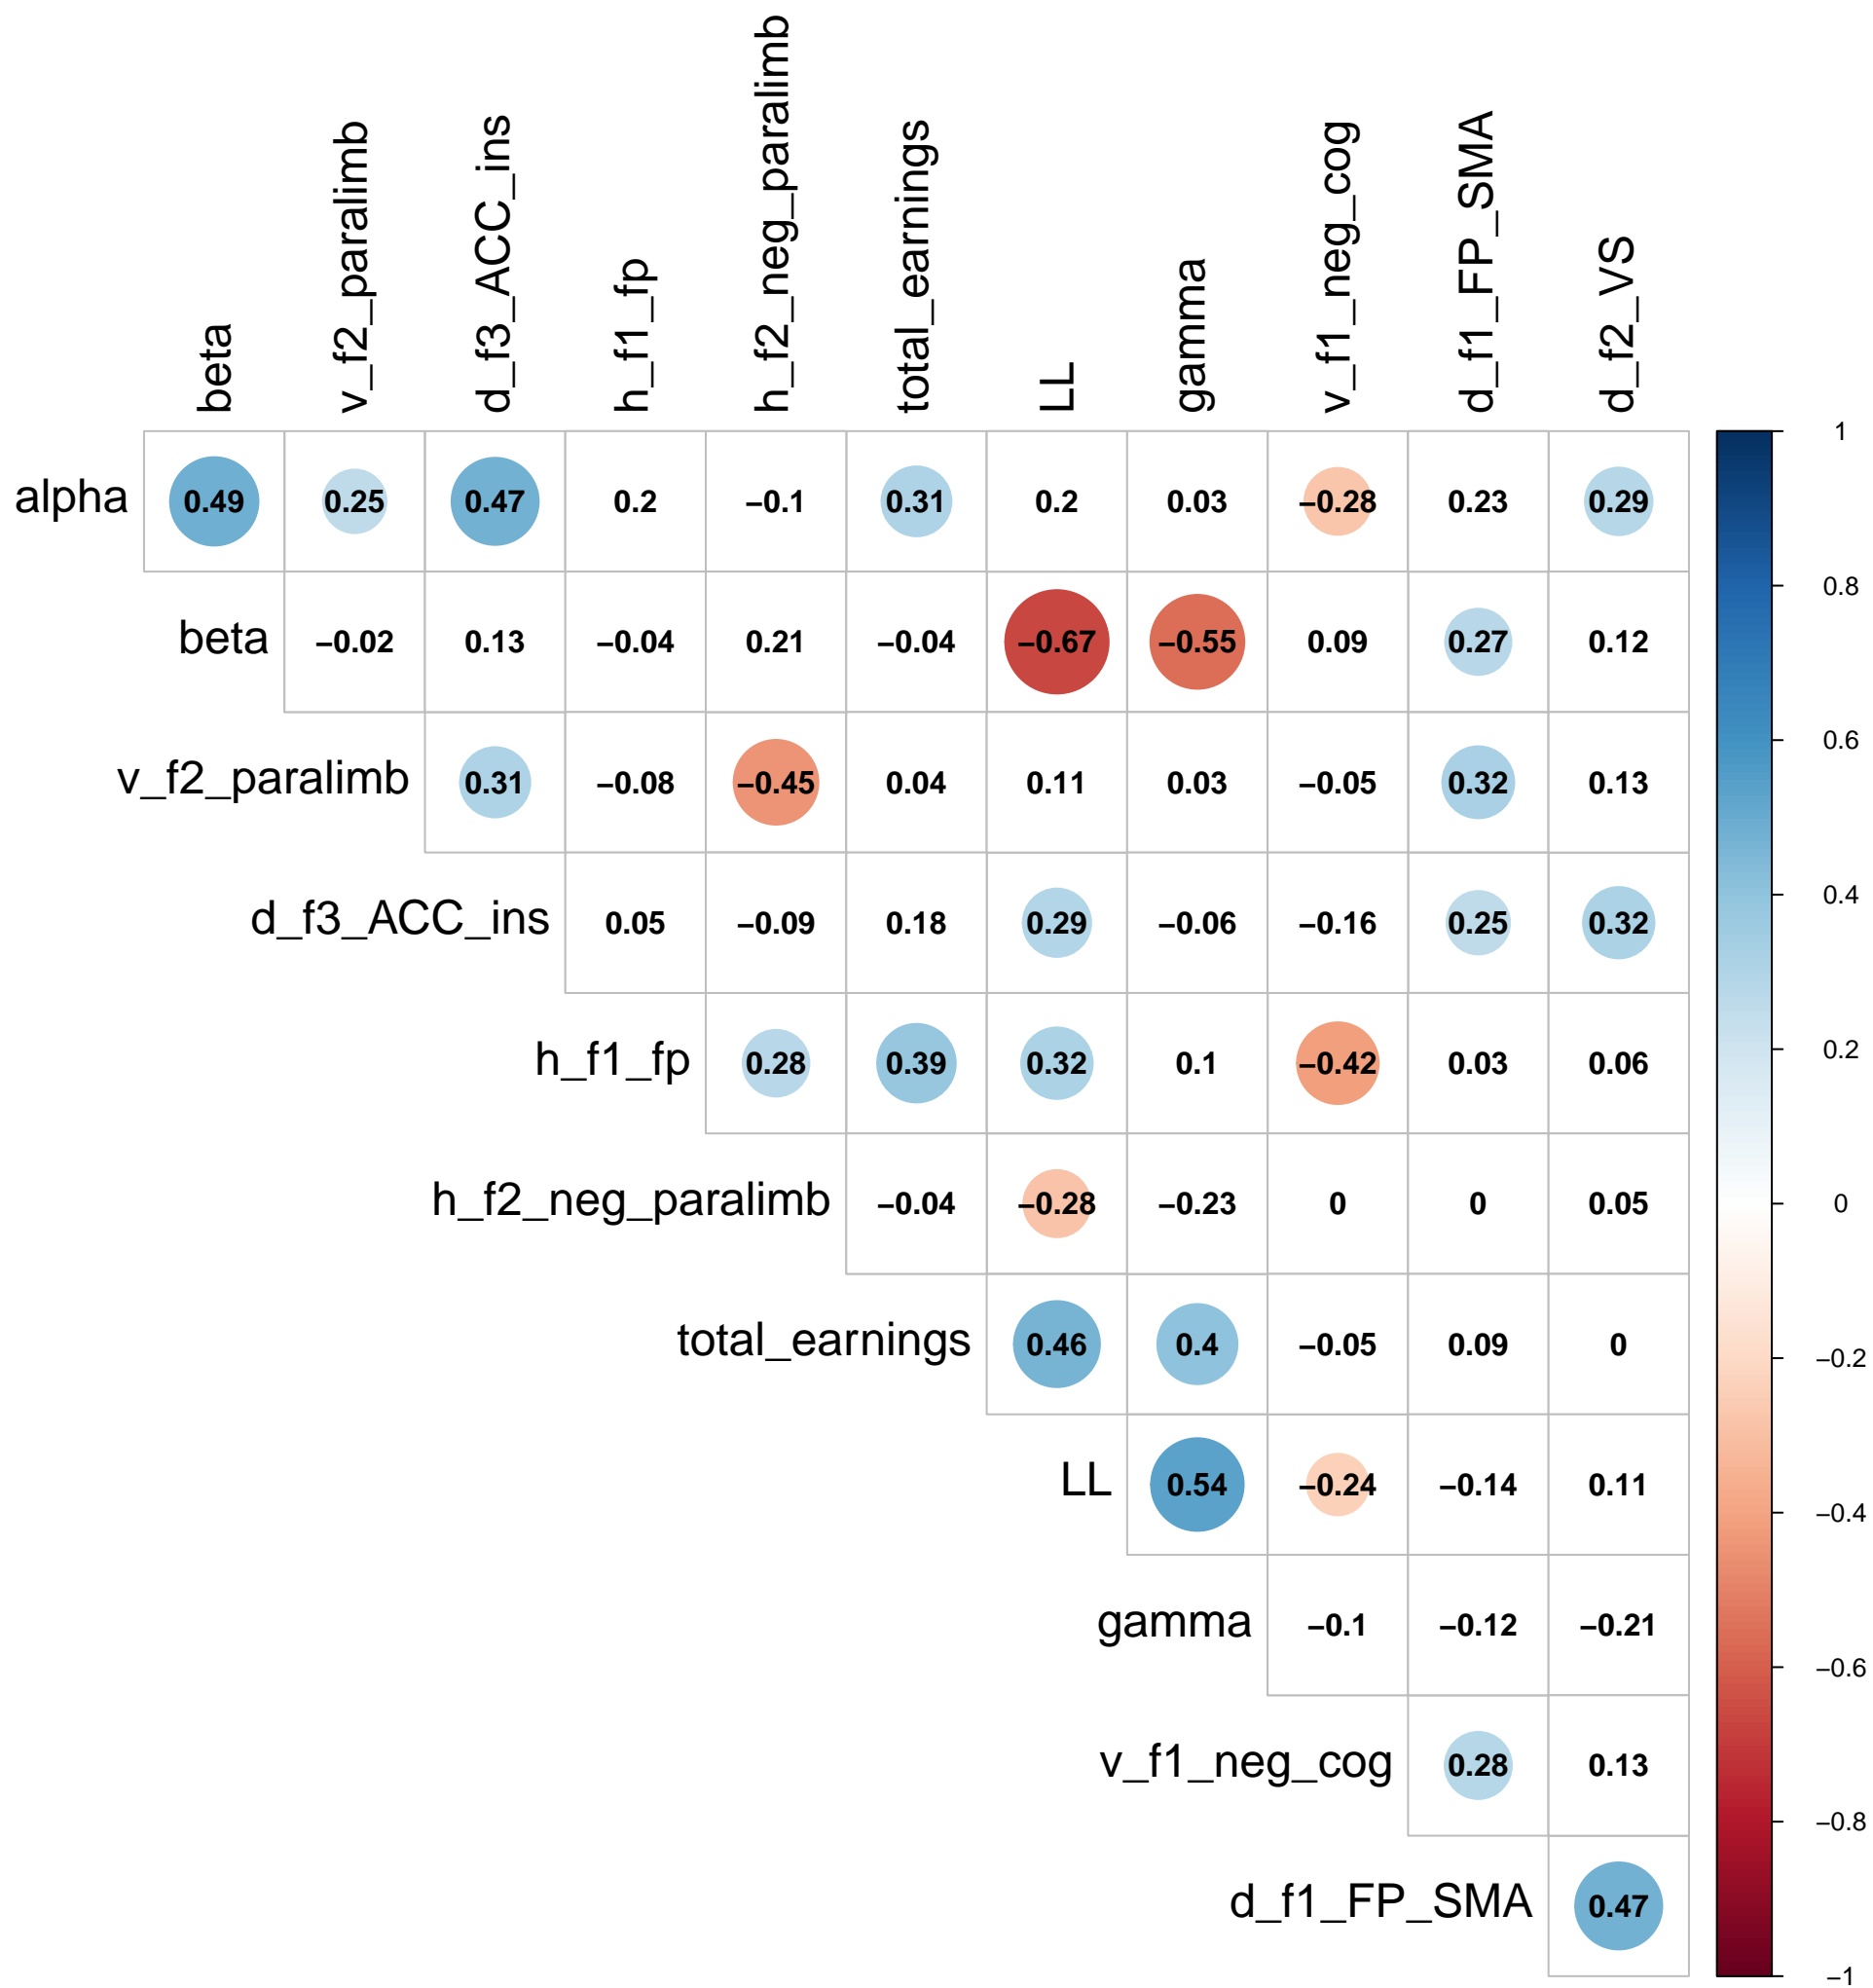 beta v_f2_paralimb d_f3_ACC_ins h_f1_fp h_f2_neg_paralimb total_earnings LL gamma v_f1_neg_cog d_f1_FP_SMA d_f2_VS
alpha 0.49 0.25 0.47 0.2 −0.1 0.31 0.2 0.03 −0.28 0.23 0.29
beta −0.02 0.13 −0.04 0.21 −0.04 −0.67 −0.55 0.09 0.27 0.12
v_f2_paralimb 0.31 −0.08 −0.45 0.04 0.11 0.03 −0.05 0.32 0.13
d_f3_ACC_ins 0.05 −0.09 0.18 0.29 −0.06 −0.16 0.25 0.32
h_f1_fp 0.28 0.39 0.32 0.1 −0.42 0.03 0.06
h_f2_neg_paralimb −0.04 −0.28 −0.23 0 0 0.05
total_earnings 0.46 0.4 −0.05 0.09 0
LL 0.54 −0.24 −0.14 0.11
gamma −0.1 −0.12 −0.21
v_f1_neg_cog 0.28 0.13
d_f1_FP_SMA 0.47
1
0.8
0.6
0.4
0.2
0
−0.2
−0.4
−0.6
−0.8
−1